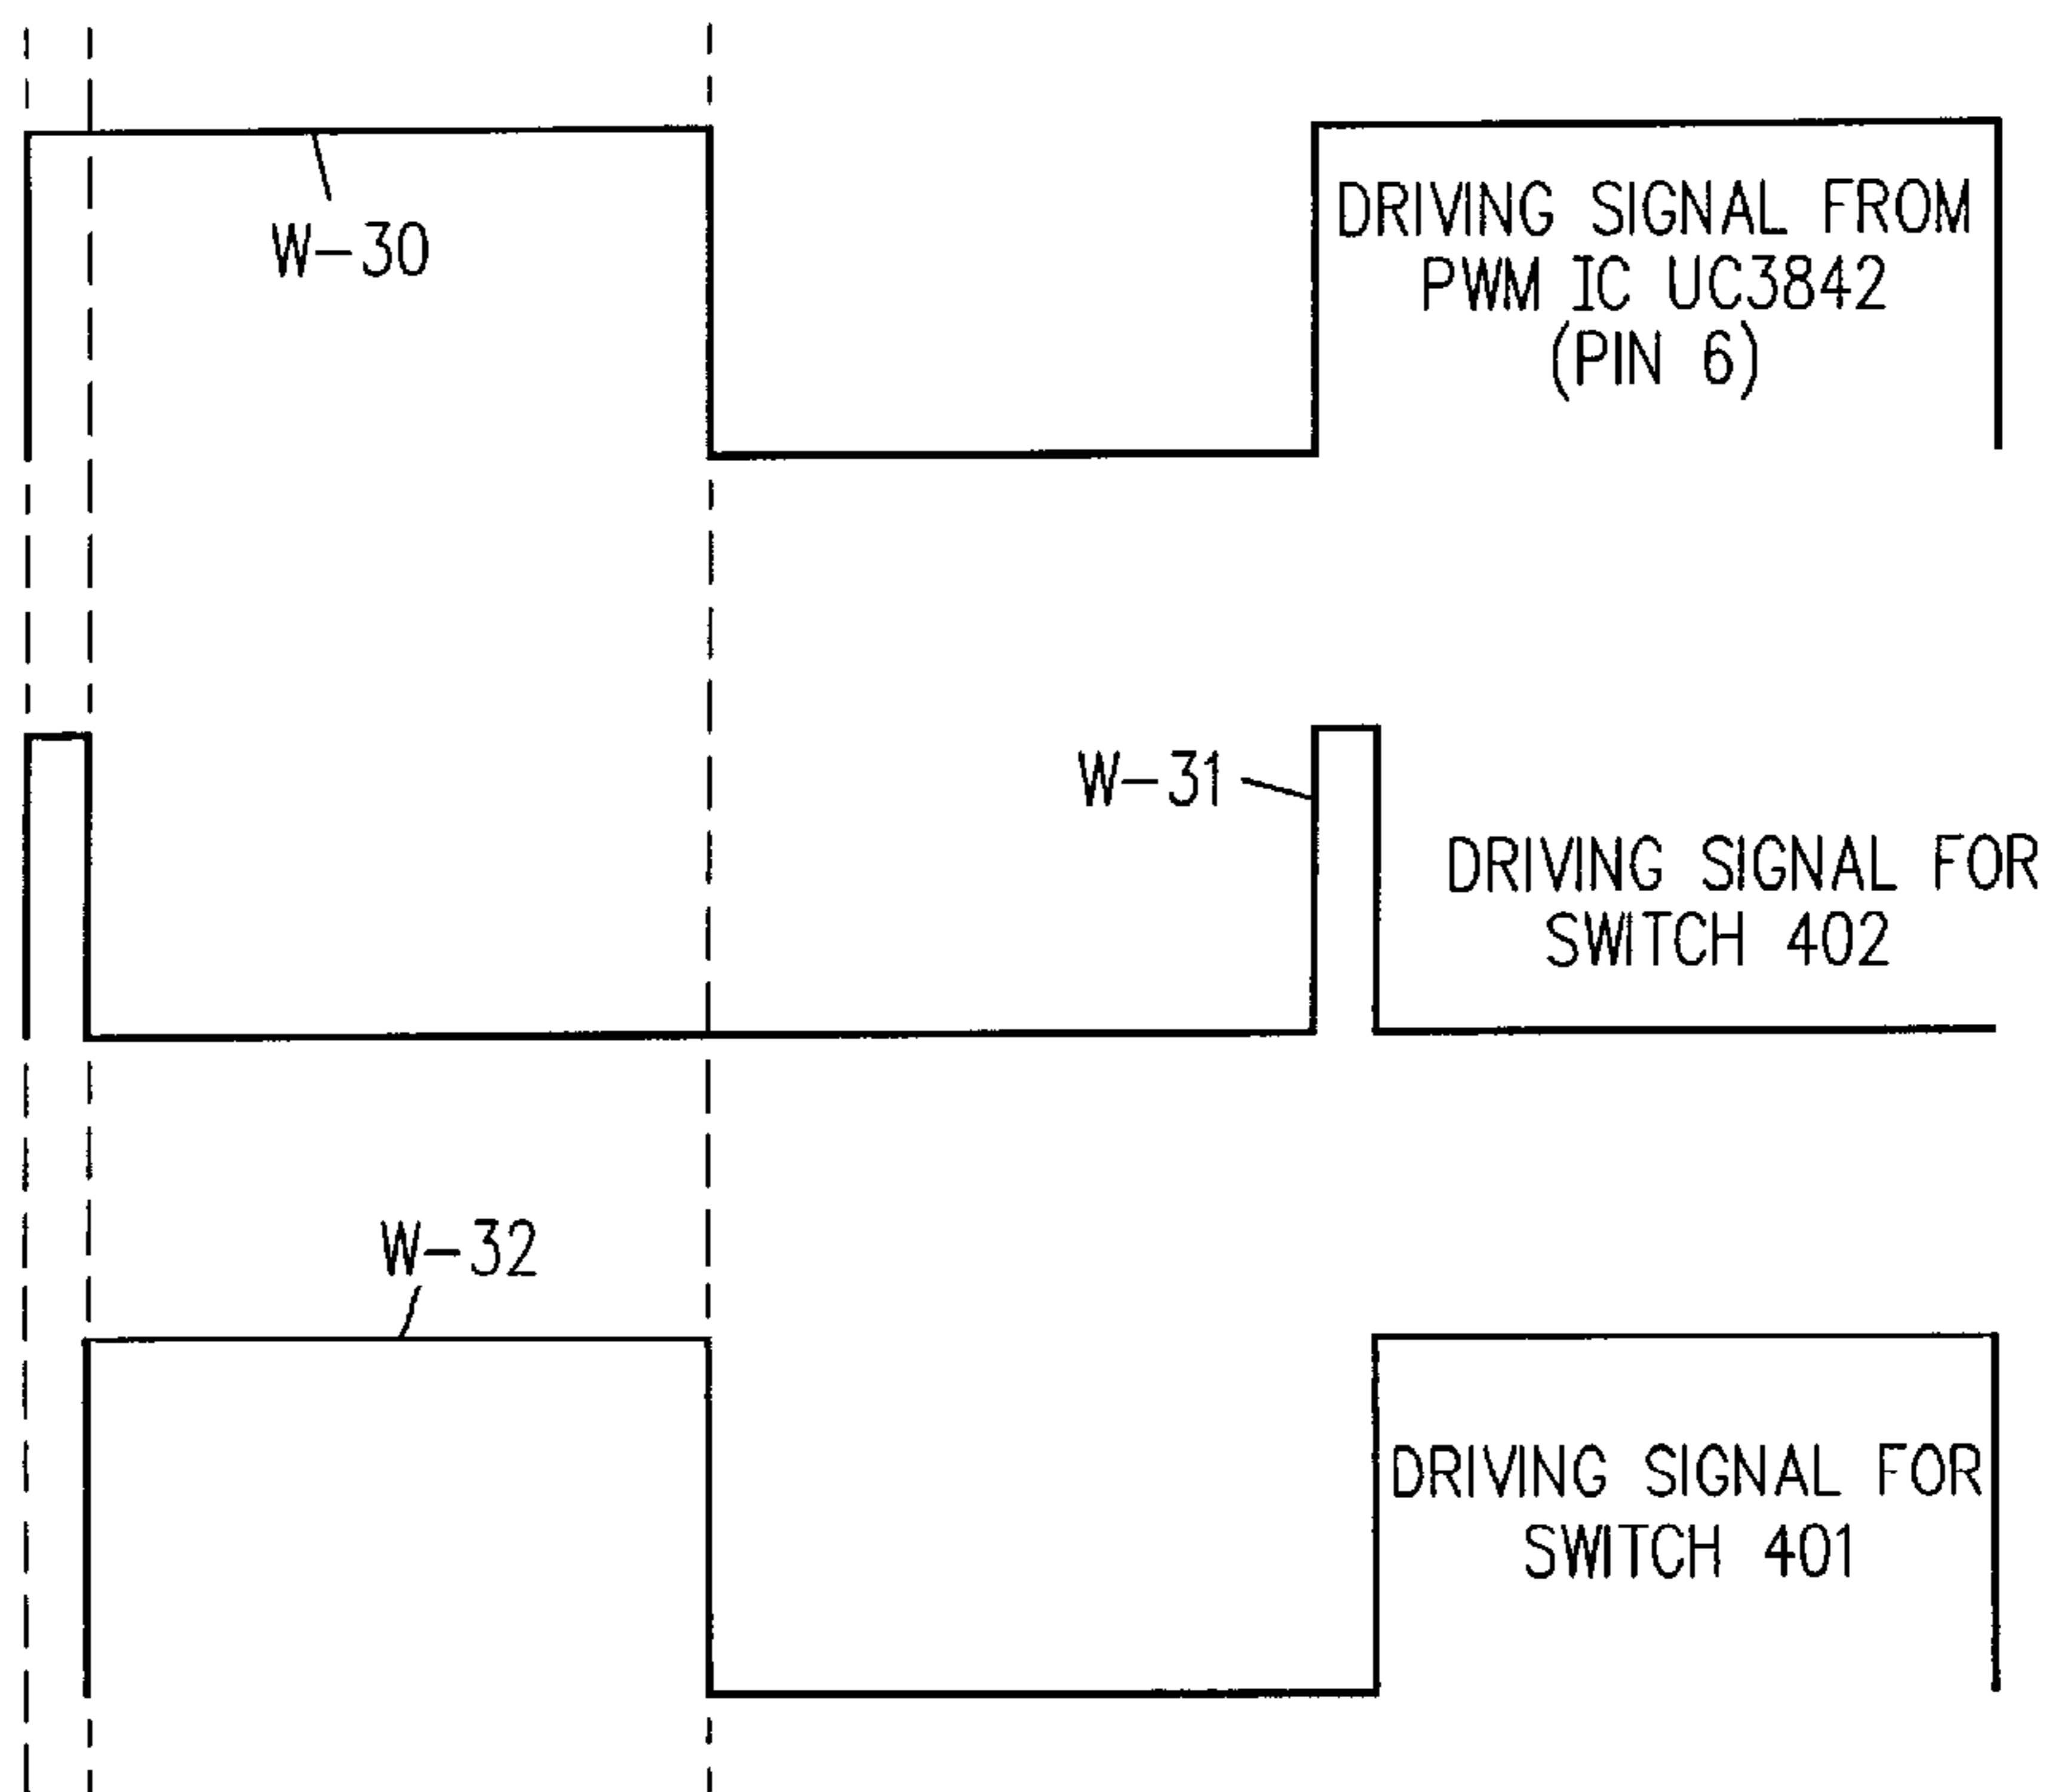 W-30
DRIVING SIGNAL FROM
PWM IC UC3842
(PIN 6)
W-31
DRIVING SIGNAL FOR
SWITCH 402
W-32
DRIVING SIGNAL FOR
SWITCH 401